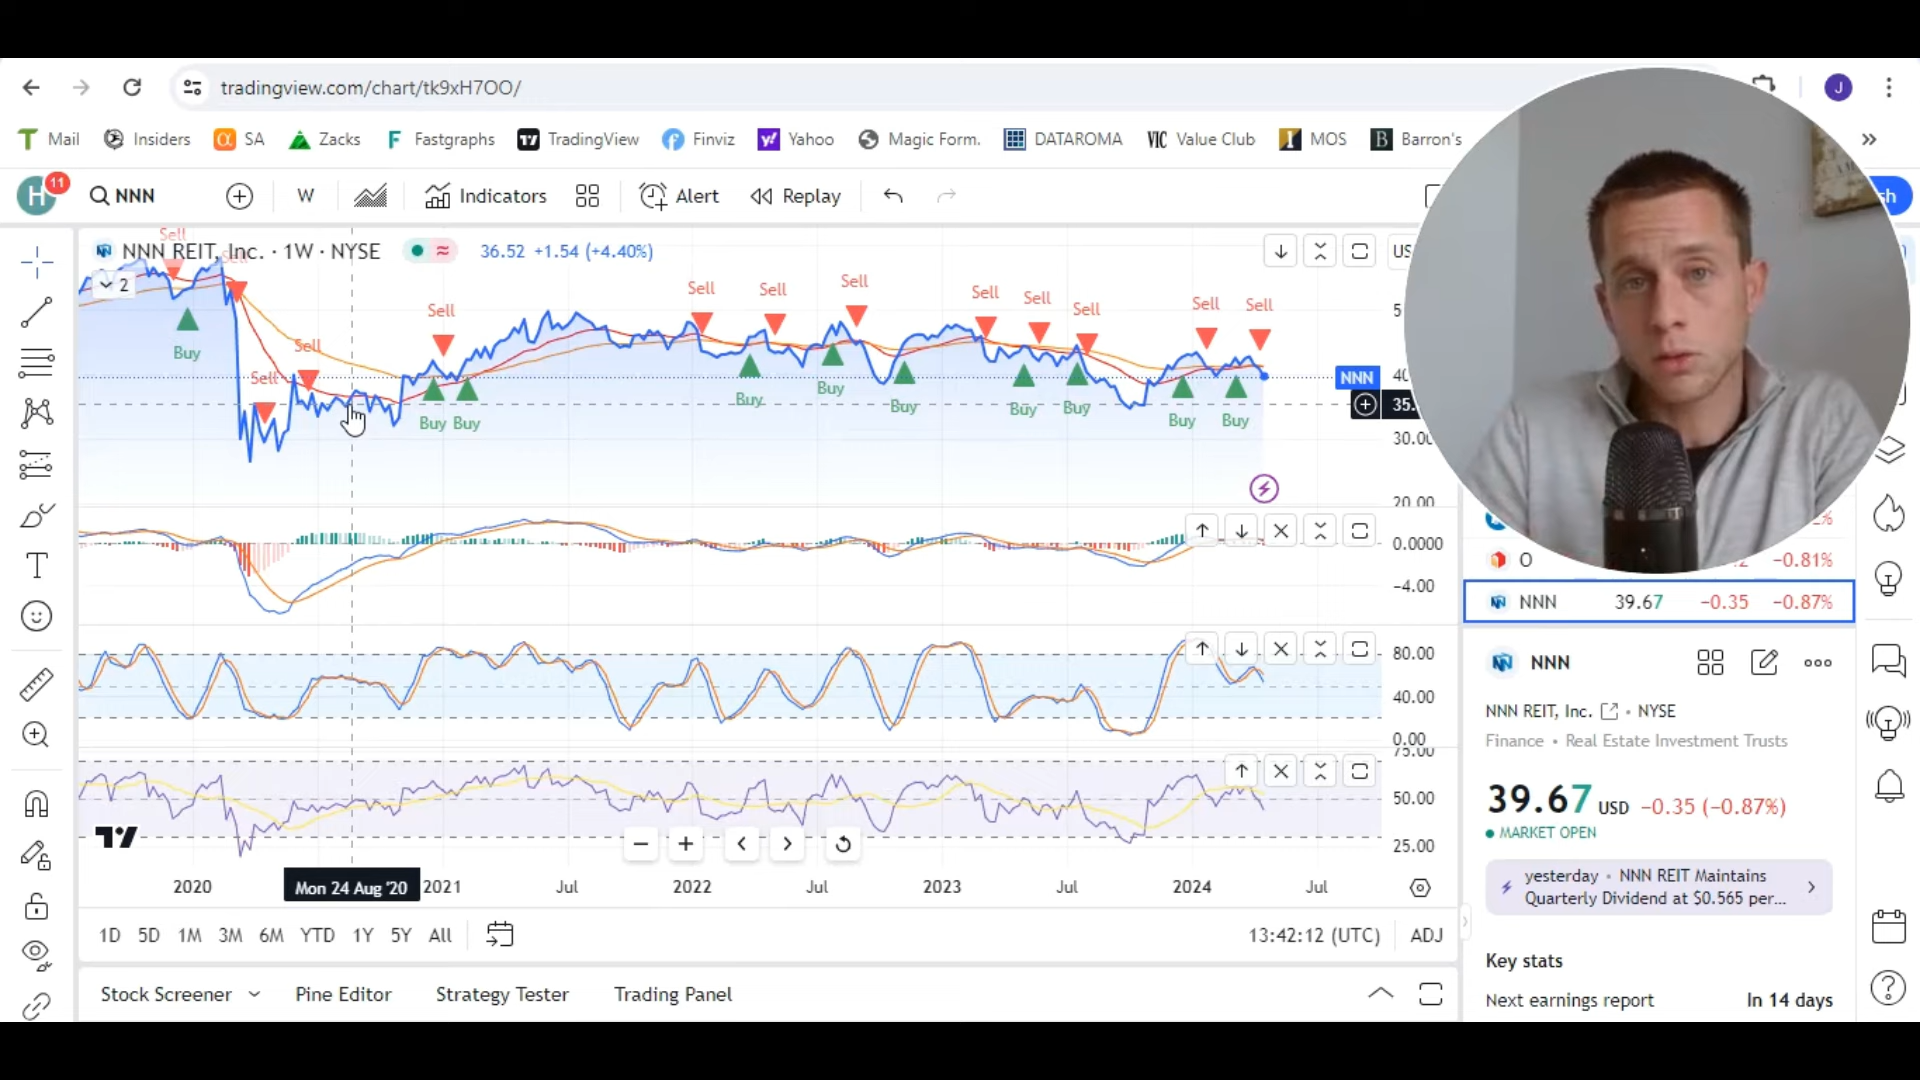 tradingview.com/chart/tk9xH7OO/
J
Mail Insiders SA Zacks Fastgraphs TradingView Finviz Yahoo Magic Form. DATAROMA VIC Value Club MOS Barron's
H 11 NNN W Indicators Alert Replay
NNN REIT, Inc. · 1W · NYSE 36.52 +1.54 (+4.40%)
2
Sell
Sell
Sell
Sell
Sell
Sell
Sell
Sell
Sell
Sell
Sell
Sell
Sell
Buy
Buy
Buy
Buy
Buy
Buy
Buy
Buy
Buy
Buy
NNN
30.00
20.00
0.0000
−4.00
80.00
40.00
0.00
75.00
50.00
25.00
2020 Mon 24 Aug '20 2021 Jul 2022 Jul 2023 Jul 2024 Jul
1D 5D 1M 3M 6M YTD 1Y 5Y All 13:42:12 (UTC) ADJ
Stock Screener Pine Editor Strategy Tester Trading Panel
O −0.81%
NNN 39.67 −0.35 −0.87%
NNN
NNN REIT, Inc. • NYSE
Finance • Real Estate Investment Trusts
39.67 USD −0.35 (−0.87%)
MARKET OPEN
yesterday • NNN REIT Maintains
Quarterly Dividend at $0.565 per...
Key stats
Next earnings report In 14 days